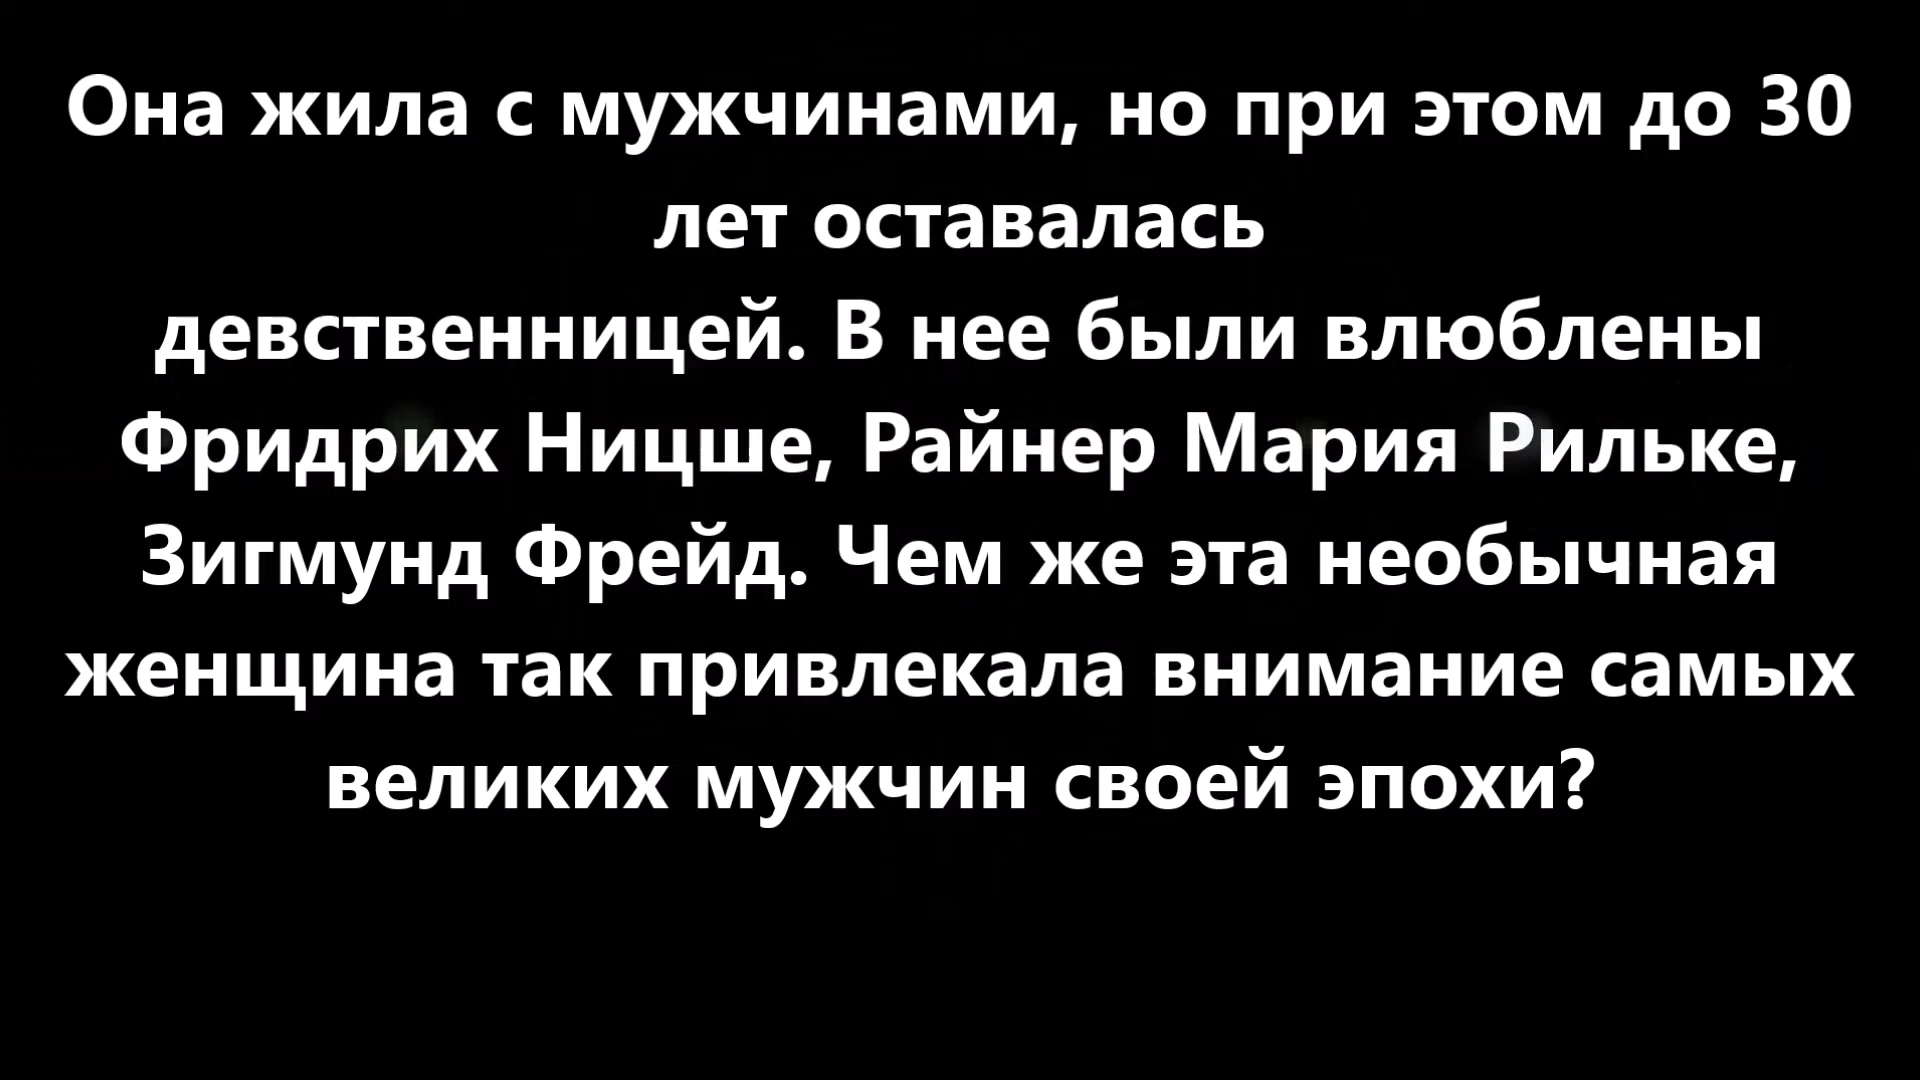 Она жила с мужчинами, но при этом до 30
лет оставалась
девственницей. В нее были влюблены
Фридрих Ницше, Райнер Мария Рильке,
Зигмунд Фрейд. Чем же эта необычная
женщина так привлекала внимание самых
великих мужчин своей эпохи?